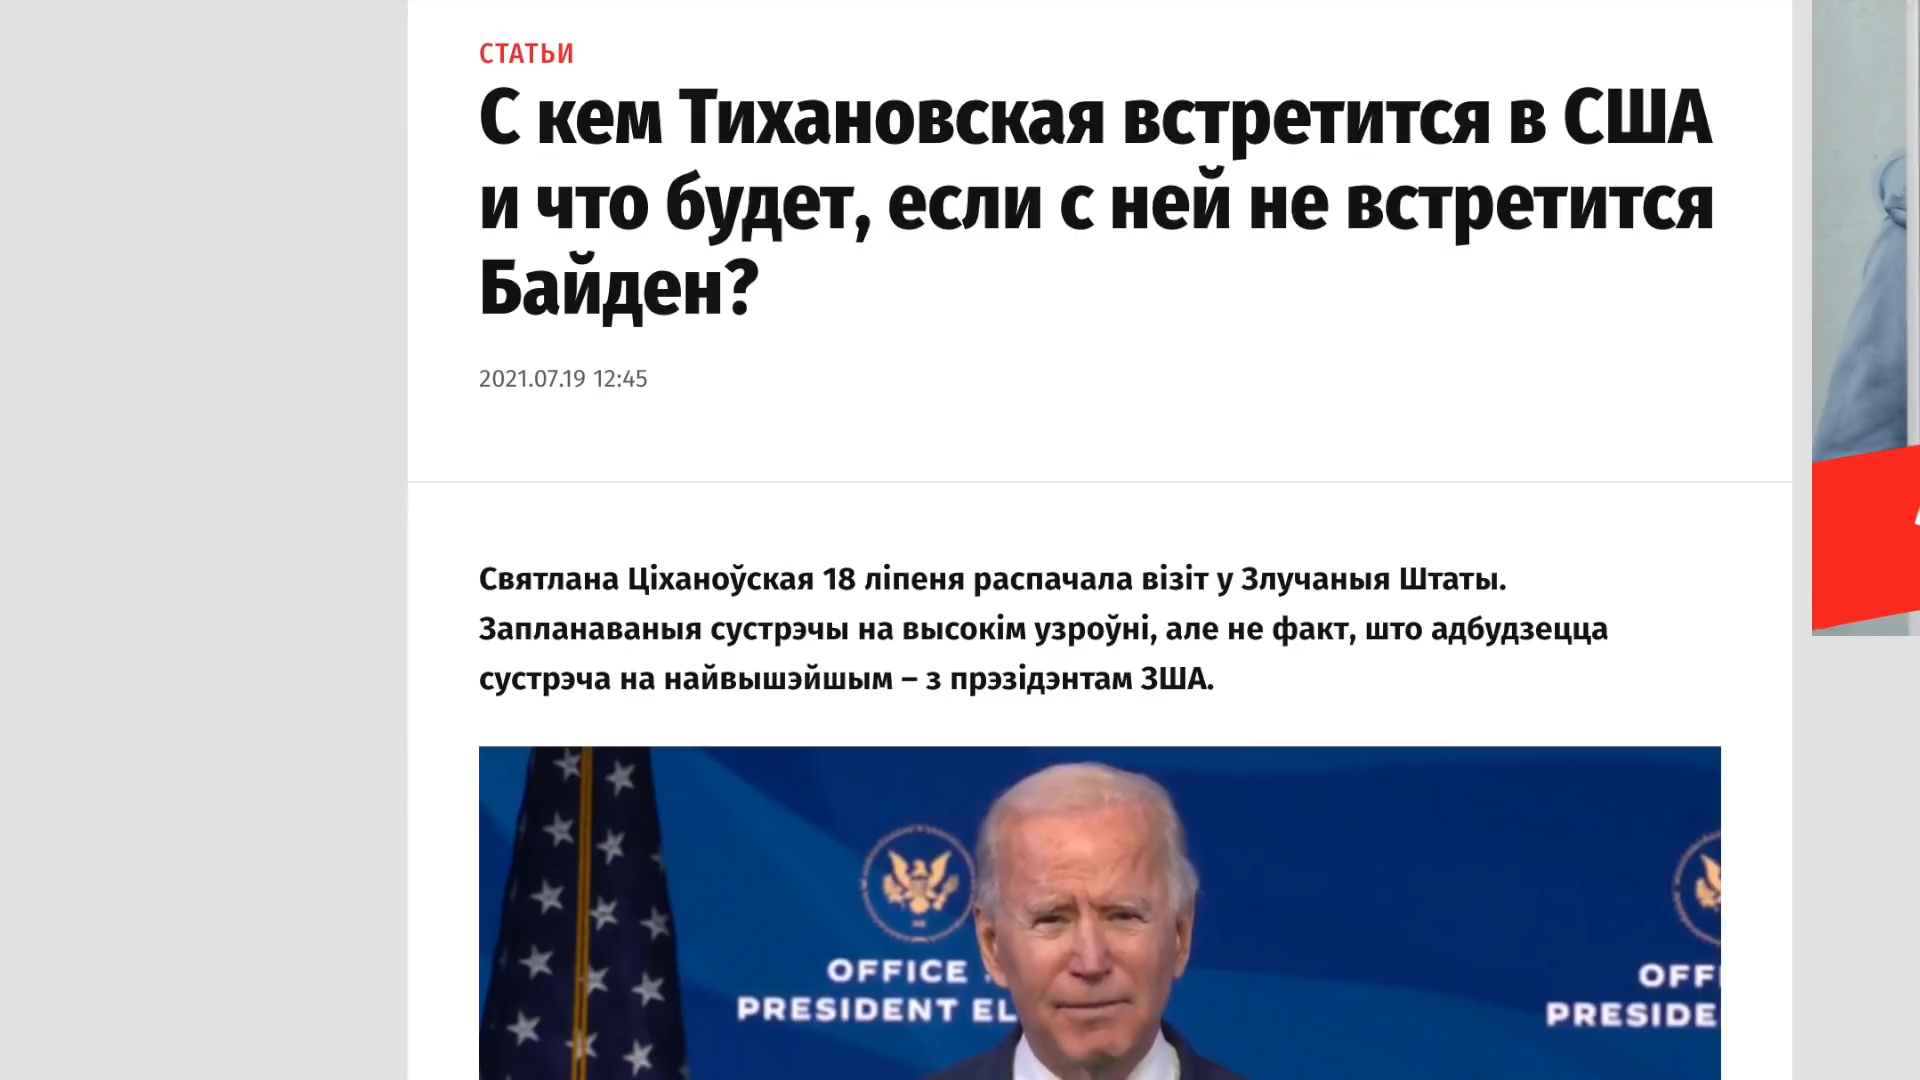 СТАТЬИ
С кем Тихановская встретится в США
и что будет, если с ней не встретится
Байден?
2021.07.19 12:45
Святлана Ціханоўская 18 ліпеня распачала візіт у Злучаныя Штаты.
Запланаваныя сустрэчы на высокім узроўні, але не факт, што адбудзецца
сустрэча на найвышэйшым – з прэзідэнтам ЗША.
OFFICE
PRESIDENT EL
OFF
PRESIDE